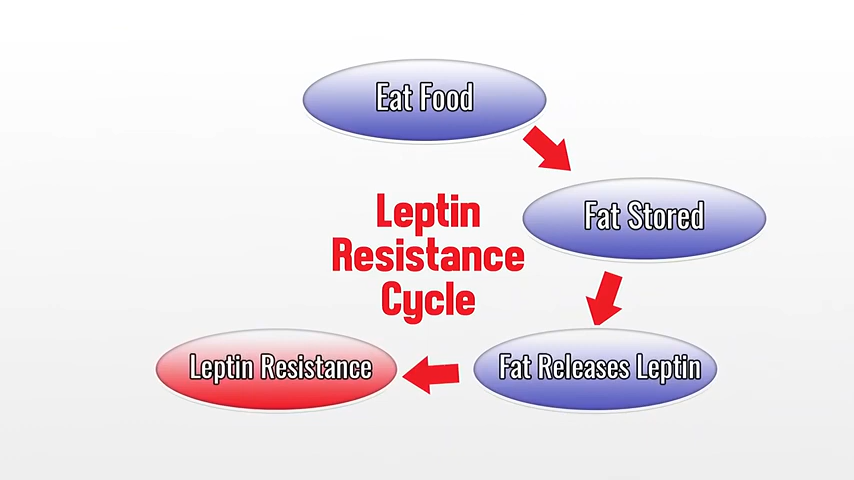 Eat Food
Fat Stored
Leptin
Resistance
Cycle
Fat Releases Leptin
Leptin Resistance